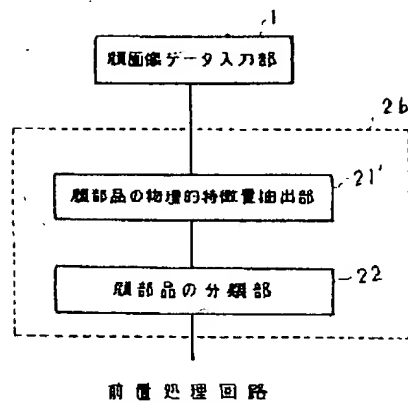 1
顔画像データ入力部
2b
顔部品の物理的特徴量抽出部
21'
顔部品の分類部
22
前置処理回路